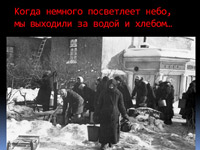 Когда немного посветлеет небо,
мы выходили за водой и хлебом…